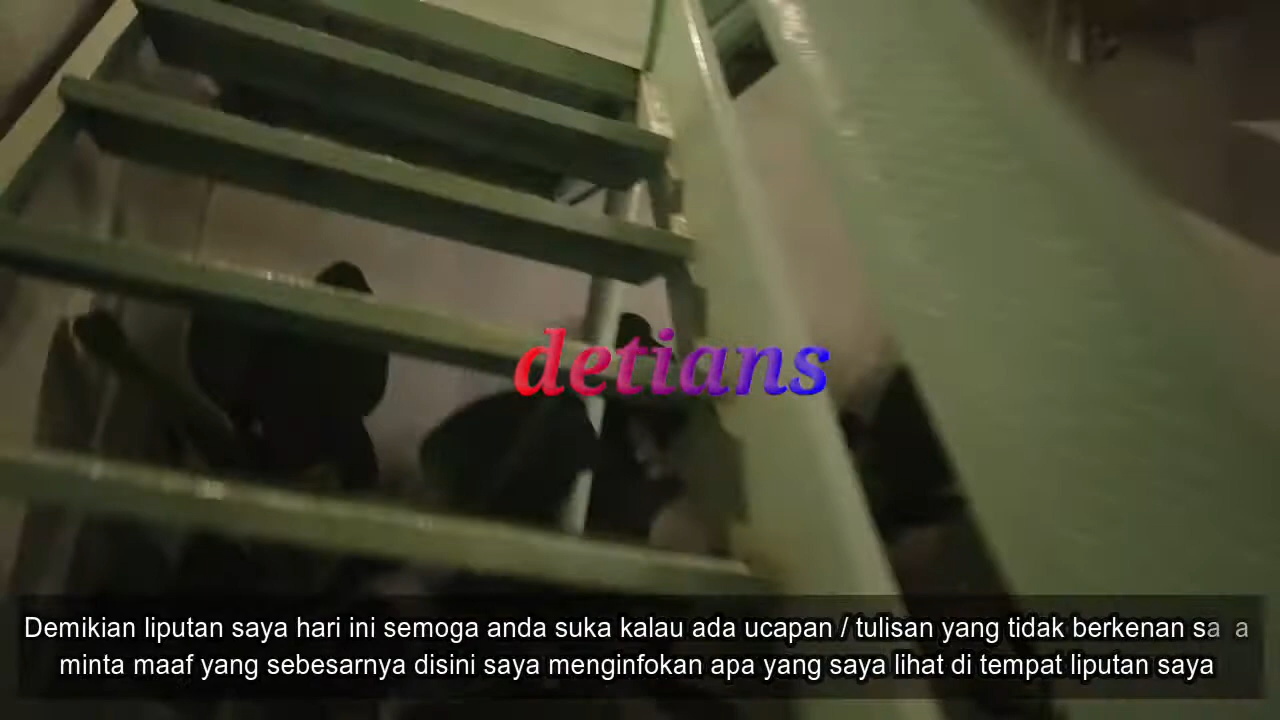 detians
Demikian liputan saya hari ini semoga anda suka kalau ada ucapan / tulisan yang tidak berkenan sa a
minta maaf yang sebesarnya disini saya menginfokan apa yang saya lihat di tempat liputan saya